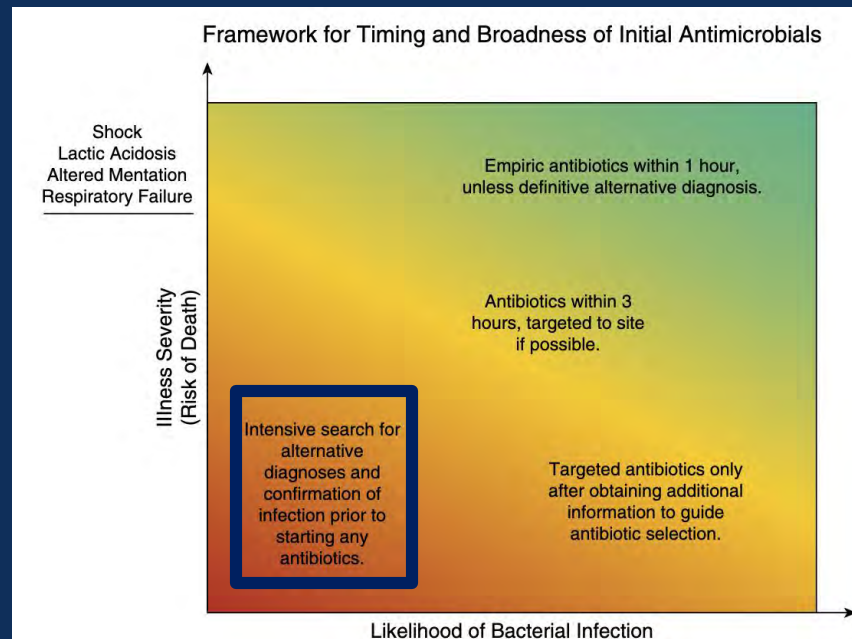 Framework for Timing and Broadness of Initial Antimicrobials
Shock
Lactic Acidosis
Altered Mentation
Respiratory Failure
Illness Severity
(Risk of Death)
Empiric antibiotics within 1 hour,
unless definitive alternative diagnosis.
Antibiotics within 3
hours, targeted to site
if possible.
Intensive search for
alternative
diagnoses and
confirmation of
infection prior to
starting any
antibiotics.
Targeted antibiotics only
after obtaining additional
information to guide
antibiotic selection.
Likelihood of Bacterial Infection